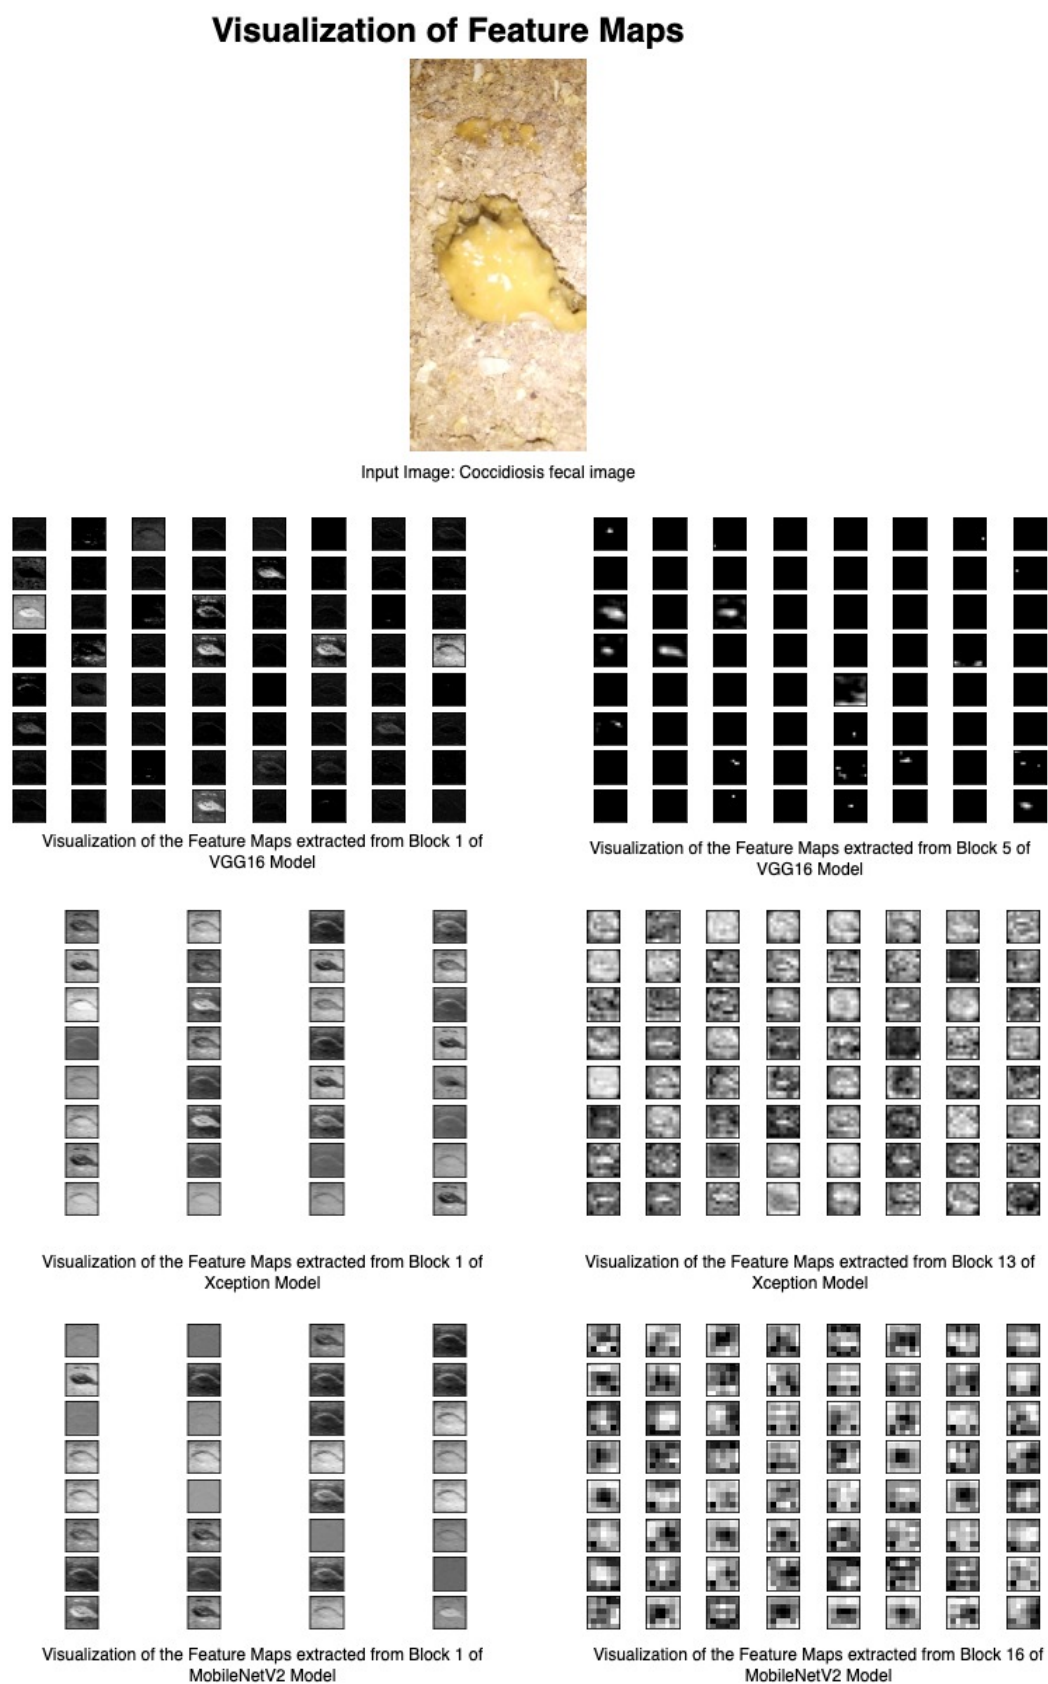 Visualization of Feature Maps
Input Image: Coccidiosis fecal image
Visualization of the Feature Maps extracted from Block 1 of
VGG16 Model
Visualization of the Feature Maps extracted from Block 5 of
VGG16 Model
Visualization of the Feature Maps extracted from Block 1 of
Xception Model
Visualization of the Feature Maps extracted from Block 13 of
Xception Model
Visualization of the Feature Maps extracted from Block 1 of
MobileNetV2 Model
Visualization of the Feature Maps extracted from Block 16 of
MobileNetV2 Model